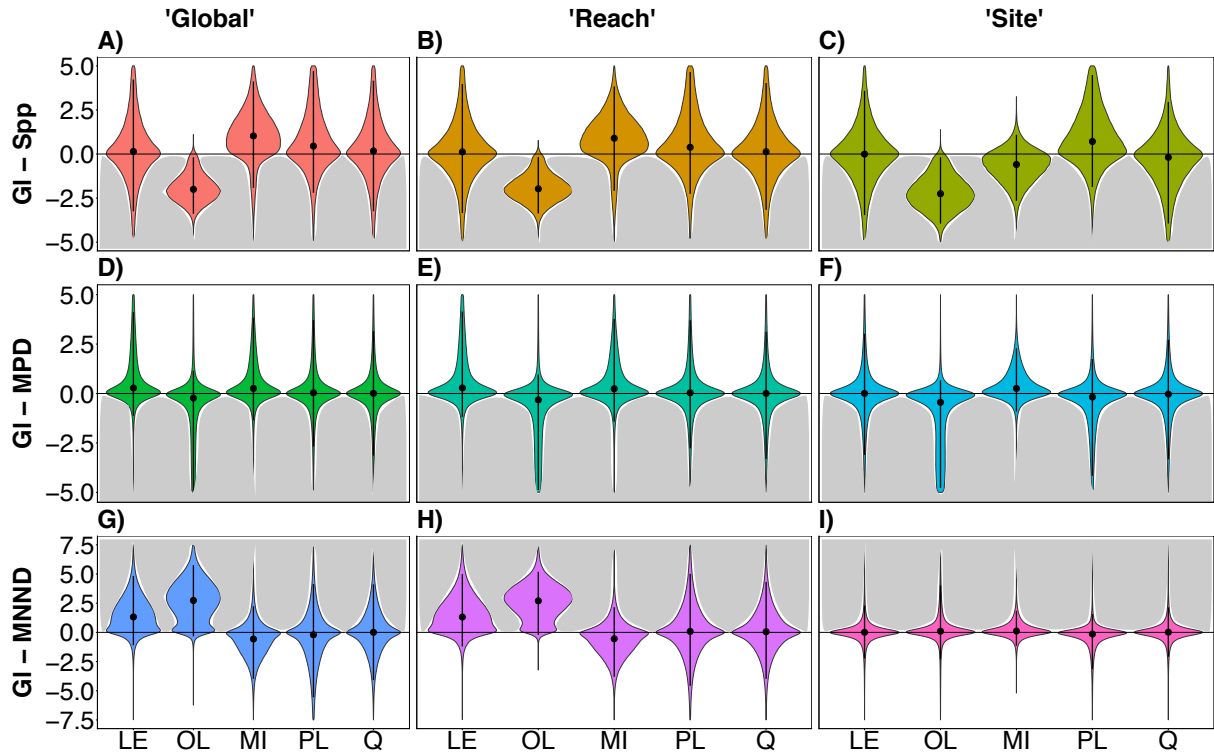 'Global' 'Reach' 'Site'
A) B) C)
GI – Spp
5.0
2.5
0.0
−2.5
−5.0
D) E) F)
GI – MPD
5.0
2.5
0.0
−2.5
−5.0
G) H) I)
GI – MNND
7.5
5.0
2.5
0.0
−2.5
−5.0
−7.5
LE OL MI PL Q LE OL MI PL Q LE OL MI PL Q